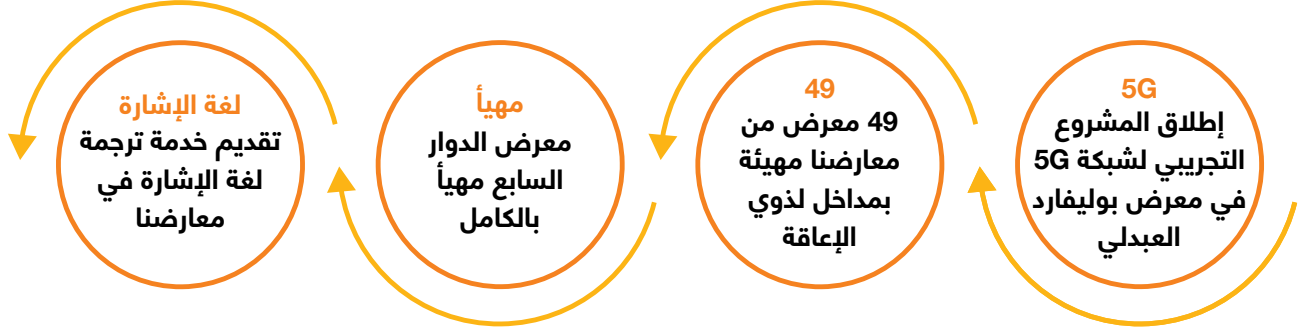 5G
إطلاق المشروع
التجريبي لشبكة 5G
في معرض بوليفارد
العبدلي
49
49 معرض من
معارضنا مهيئة
بمداخل لذوي
الإعاقة
مهيأ
معرض الدوار
السابع مهيأ
بالكامل
لغة الإشارة
تقديم خدمة ترجمة
لغة الإشارة في
معارضنا